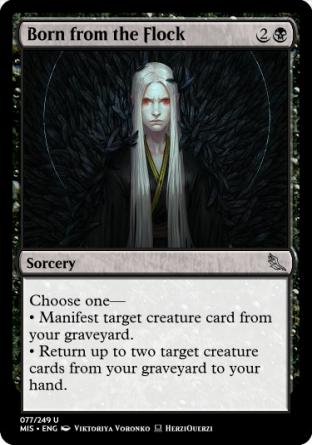 Born from the Flock 2
Sorcery
Choose one—
• Manifest target creature card from
your graveyard.
• Return up to two target creature
cards from your graveyard to your
hand.
077/249 U
MIS • ENG Viktoriya Voronko HerziQuerzi